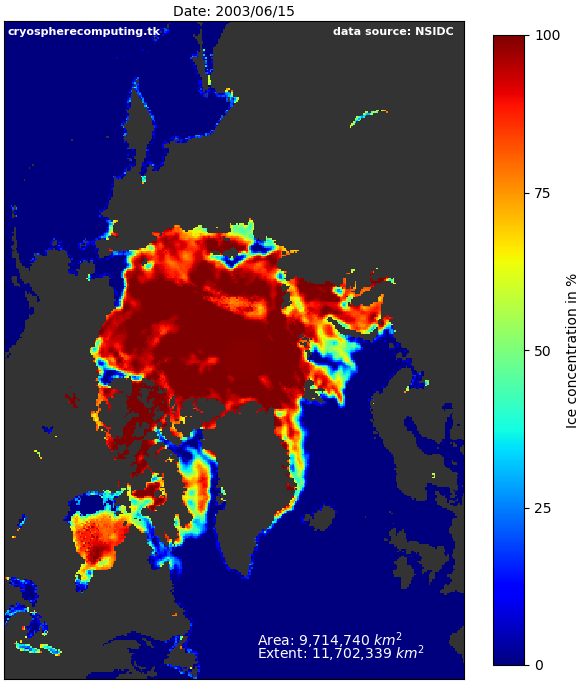 Date: 2003/06/15
cryospherecomputing.tk
data source: NSIDC
100
75
50
25
0
Ice concentration in %
Area: 9,714,740 km²
Extent: 11,702,339 km²